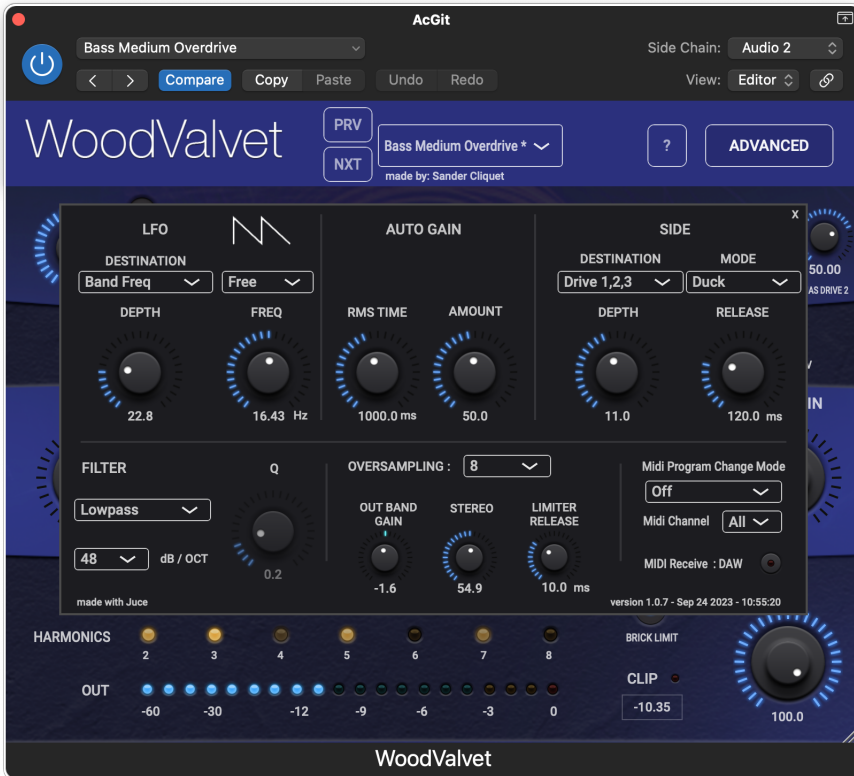 AcGit
Bass Medium Overdrive
Side Chain: Audio 2
Compare Copy Paste Undo Redo
View: Editor
WoodValvet
PRV
NXT
Bass Medium Overdrive *
made by: Sander Cliquet
?
ADVANCED
x
LFO
AUTO GAIN
SIDE
DESTINATION
DESTINATION MODE
Band Freq Free
Drive 1,2,3 Duck
DEPTH FREQ
RMS TIME AMOUNT
DEPTH RELEASE
22.8 16.43 Hz
1000.0 ms 50.0
11.0 120.0 ms
50.00
AS DRIVE 2
IN
FILTER
Q
Lowpass
48 dB / OCT
0.2
made with Juce
OVERSAMPLING : 8
OUT BAND
GAIN
STEREO
LIMITER
RELEASE
-1.6 54.9 10.0 ms
Midi Program Change Mode
Off
Midi Channel All
MIDI Receive : DAW
version 1.0.7 - Sep 24 2023 - 10:55:20
HARMONICS
2 3 4 5 6 7 8
BRICK LIMIT
OUT
-60 -30 -12 -9 -6 -3 0
CLIP
-10.35
100.0
WoodValvet